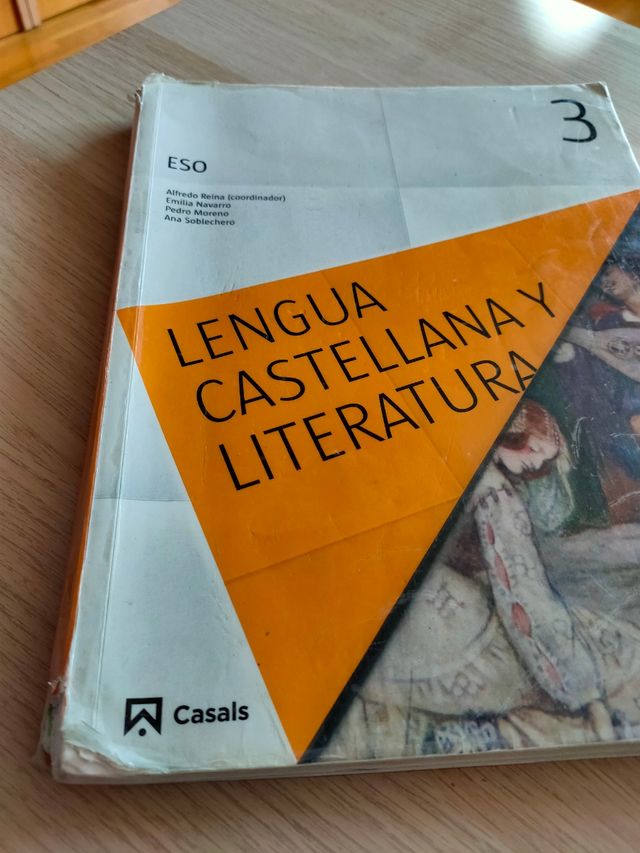 3
ESO
Alfredo Reina (coordinador)
Emilia Navarro
Pedro Moreno
Ana Soblechero
LENGUA
CASTELLANA Y
LITERATURA
Casals